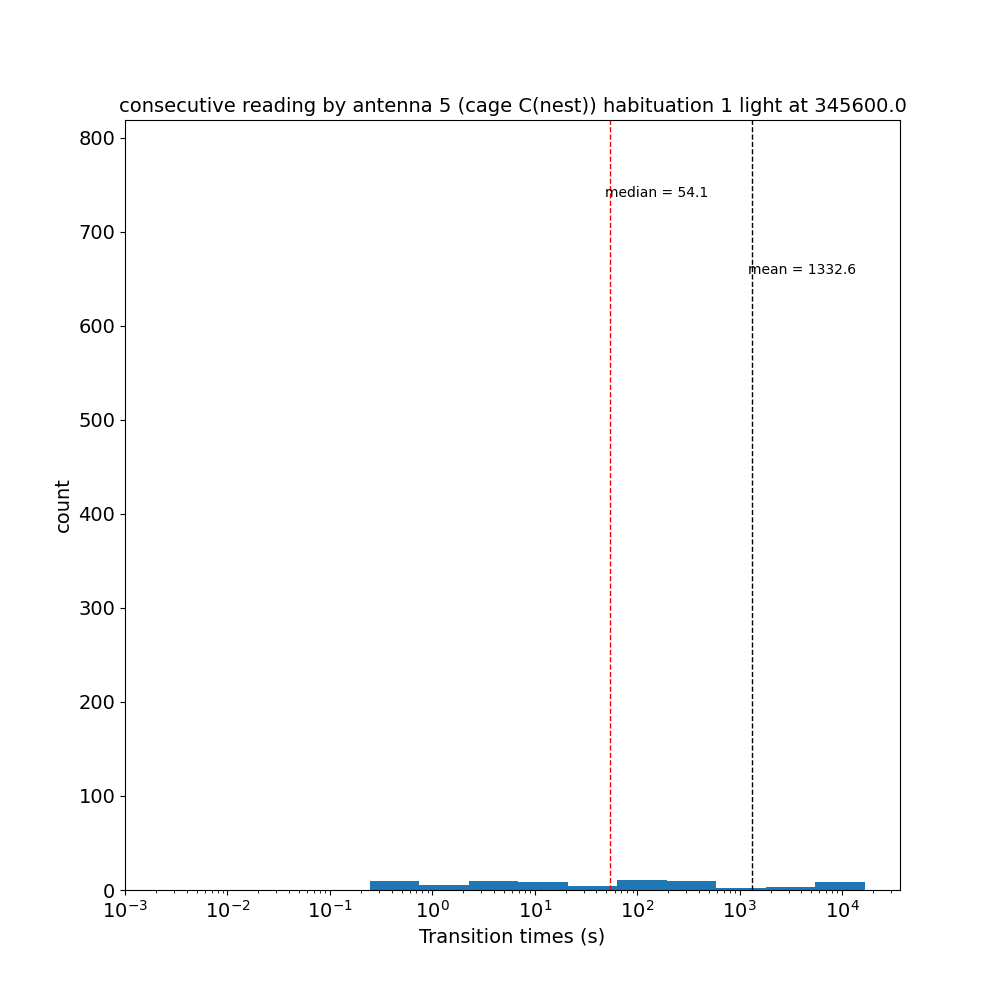 consecutive reading by antenna 5 (cage C(nest)) habituation 1 light at 345600.0
800
median = 54.1
700
mean = 1332.6
600
500
count
400
300
200
100
0
10⁻³ 10⁻² 10⁻¹ 10⁰ 10¹ 10² 10³ 10⁴
Transition times (s)